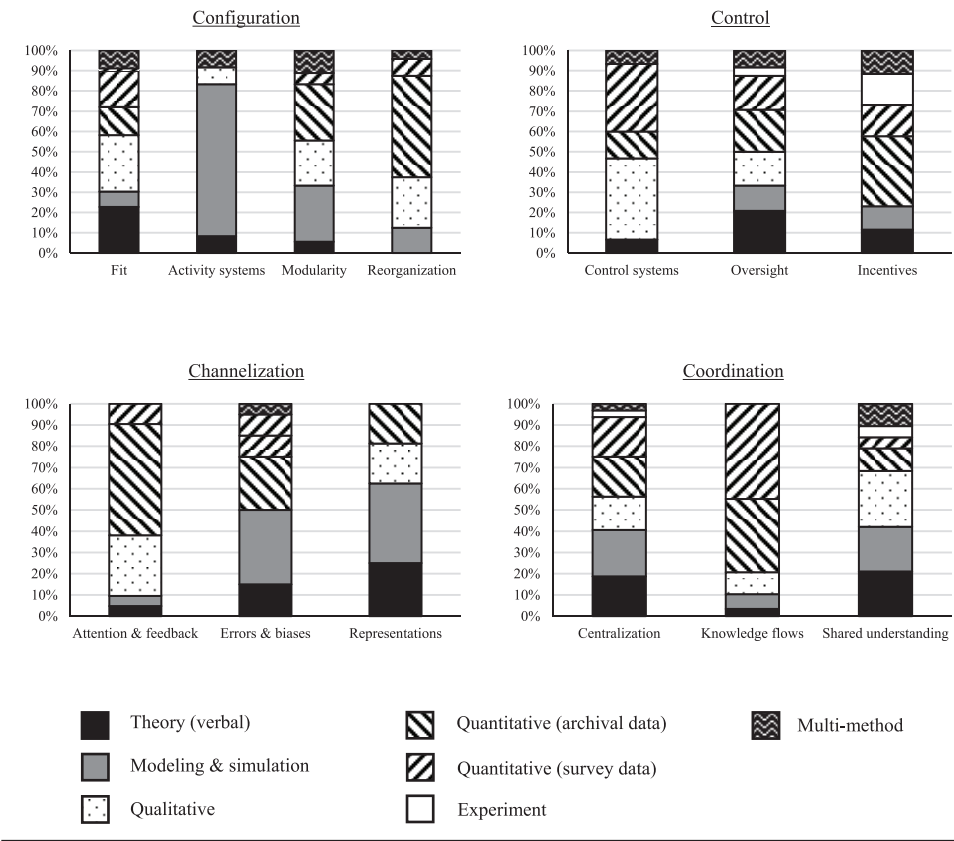 Configuration
100%
90%
80%
70%
60%
50%
40%
30%
20%
10%
0%
Fit Activity systems Modularity Reorganization
Control
100%
90%
80%
70%
60%
50%
40%
30%
20%
10%
0%
Control systems Oversight Incentives
Channelization
100%
90%
80%
70%
60%
50%
40%
30%
20%
10%
0%
Attention & feedback Errors & biases Representations
Coordination
100%
90%
80%
70%
60%
50%
40%
30%
20%
10%
0%
Centralization Knowledge flows Shared understanding
Theory (verbal)
Modeling & simulation
Qualitative
Quantitative (archival data)
Quantitative (survey data)
Experiment
Multi-method